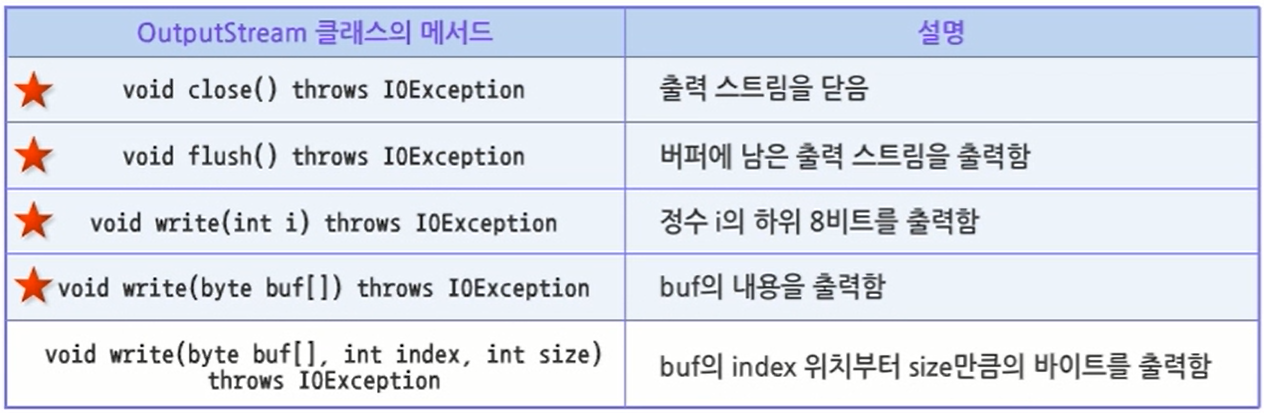 OutputStream 클래스의 메서드 설명
void close() throws IOException 출력 스트림을 닫음
void flush() throws IOException 버퍼에 남은 출력 스트림을 출력함
void write(int i) throws IOException 정수 i의 하위 8비트를 출력함
void write(byte buf[]) throws IOException buf의 내용을 출력함
void write(byte buf[], int index, int size)
throws IOException
buf의 index 위치부터 size만큼의 바이트를 출력함